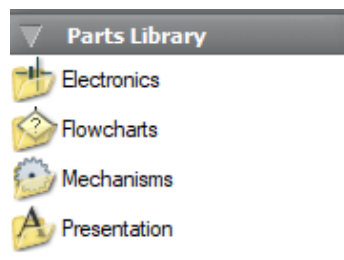 Parts Library
Electronics
Flowcharts
Mechanisms
Presentation